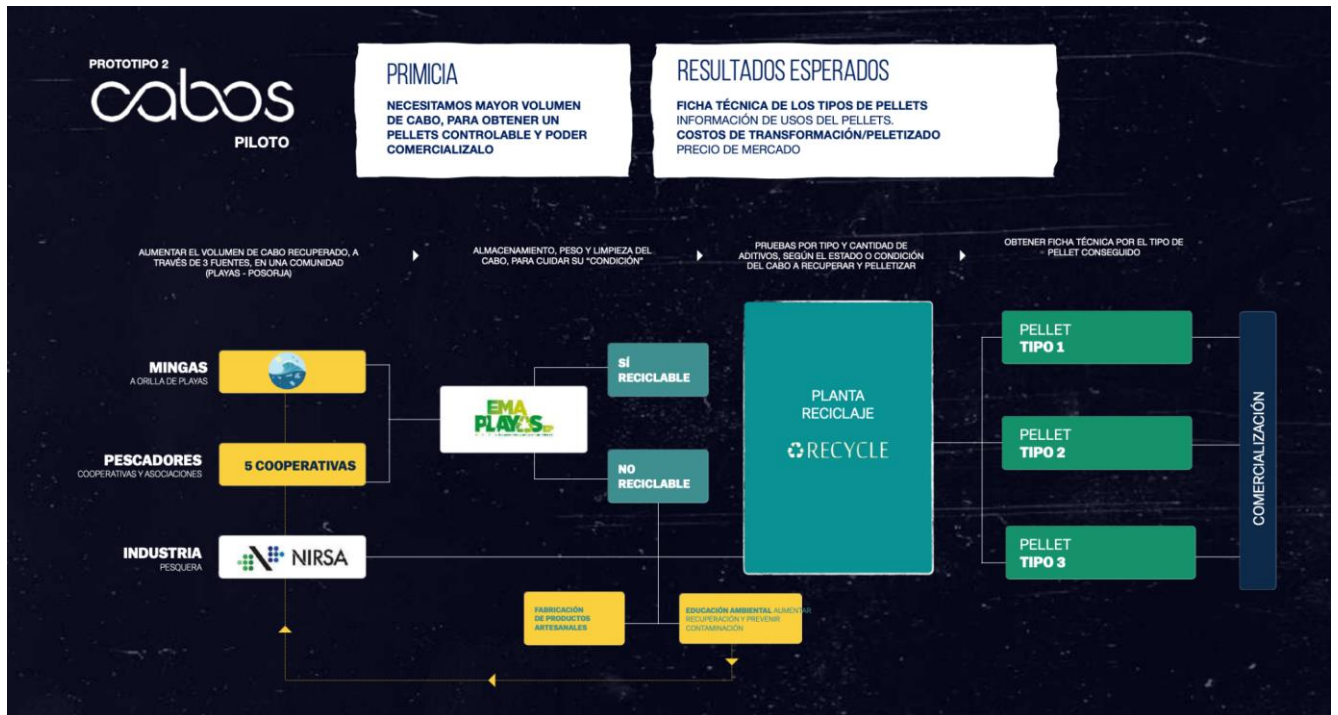 PROTOTIPO 2
cabos
PILOTO
PRIMICIA
NECESITAMOS MAYOR VOLUMEN
DE CABO, PARA OBTENER UN
PELLETS CONTROLABLE Y PODER
COMERCIALIZALO
RESULTADOS ESPERADOS
FICHA TÉCNICA DE LOS TIPOS DE PELLETS
INFORMACIÓN DE USOS DEL PELLETS.
COSTOS DE TRANSFORMACIÓN/PELETIZADO
PRECIO DE MERCADO
AUMENTAR EL VOLUMEN DE CABO RECUPERADO, A
TRAVÉS DE 3 FUENTES, EN UNA COMUNIDAD
(PLAYAS - POSORJA)
ALMACENAMIENTO, PESO Y LIMPIEZA DEL
CABO, PARA CUIDAR SU “CONDICIÓN”
PRUEBAS POR TIPO Y CANTIDAD DE
ADITIVOS, SEGÚN EL ESTADO O CONDICIÓN
DEL CABO A RECUPERAR Y PELLETIZAR
OBTENER FICHA TÉCNICA POR EL TIPO DE
- PELLET CONSEGUIDO
MINGAS
A ORILLA DE PLAYAS
PESCADORES
COOPERATIVAS Y ASOCIACIONES
5 COOPERATIVAS
INDUSTRIA
PESQUERA
NIRSA
EMA
PLAYAS EP
SÍ
RECICLABLE
NO
RECICLABLE
FABRICACIÓN
DE PRODUCTOS
ARTESANALES
EDUCACIÓN AMBIENTAL AUMENTAR
RECUPERACIÓN Y PREVENIR
CONTAMINACIÓN
PLANTA
RECICLAJE
RECYCLE
PELLET
TIPO 1
PELLET
TIPO 2
PELLET
TIPO 3
COMERCIALIZACIÓN